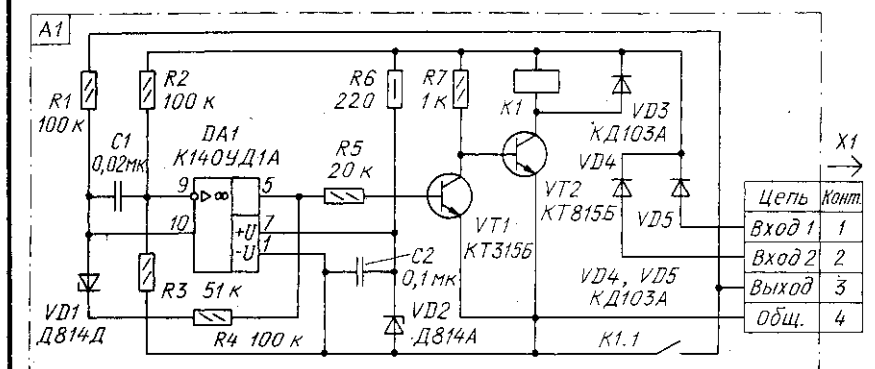 А1
R1
100 к
R2
100 к
C1
0,02мк
DA1
К140УД1А
9
10
▷ ∞
+U
-U
5
7
1
R3
51 к
R4 100 к
VD1
Д814Д
R5
20 к
R6
220
R7
1 к
C2
0,1 мк
VD2
Д814А
VT1
КТ315Б
K1
VT2
КТ815Б
VD3
КД103А
VD4
VD5
VD4, VD5
КД103А
K1.1
X1
Цепь Конт.
Вход 1 1
Вход 2 2
Выход 3
Общ. 4